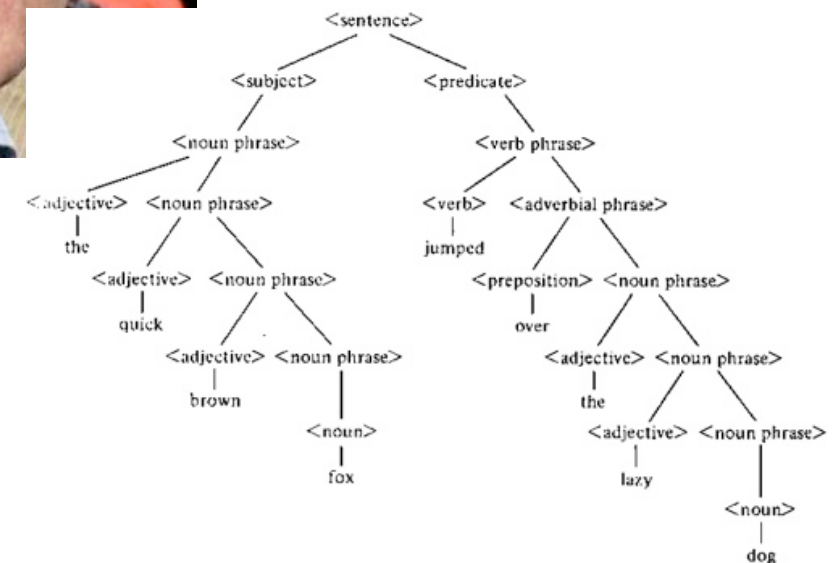 <sentence>
<subject> <predicate>
<noun phrase> <verb phrase>
<adjective> <noun phrase> <verb> <adverbial phrase>
the jumped
<adjective> <noun phrase> <preposition> <noun phrase>
quick over
<adjective> <noun phrase> <adjective> <noun phrase>
brown the
<noun> <adjective> <noun phrase>
fox lazy
<noun>
dog